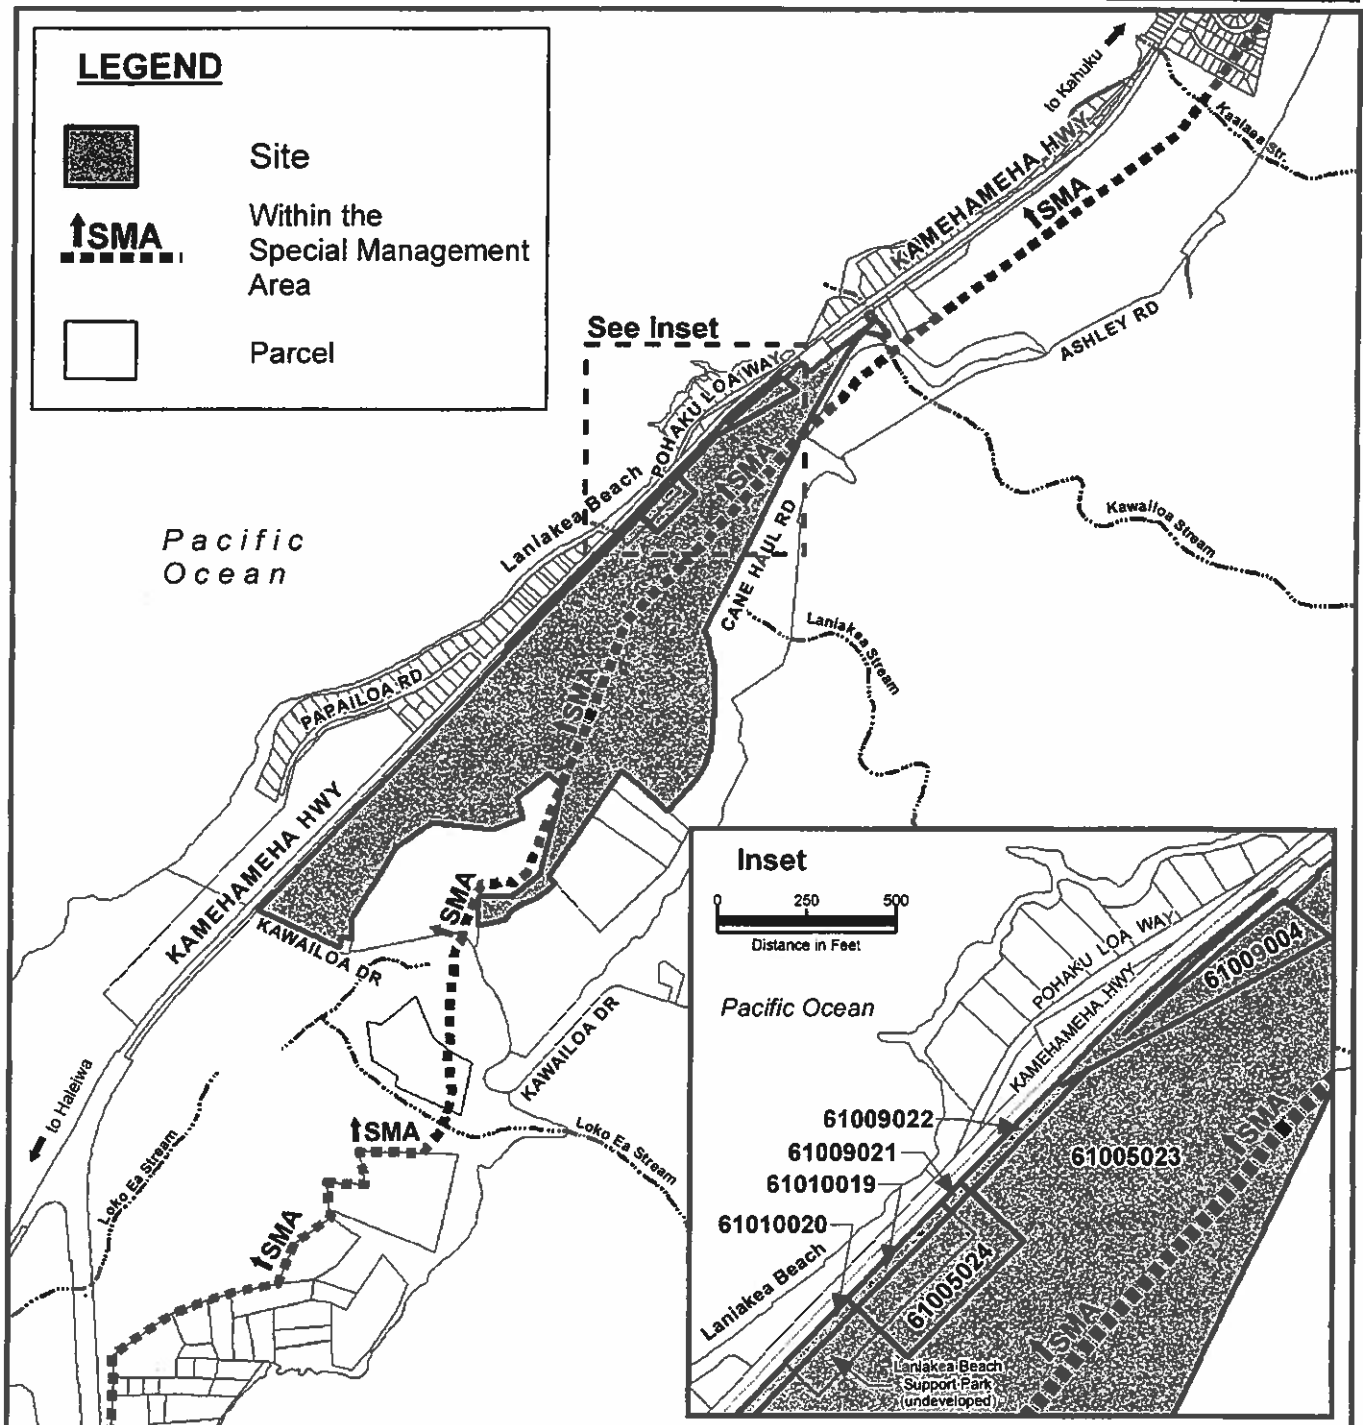 LEGEND
Site
SMA
Within the
Special Management
Area
Parcel
to Kahuku
Kaalaea Str.
KAMEHAMEHA HWY
SMA
ASHLEY RD
See Inset
POHAKU LOA WAY
SMA
Laniakea Beach
CANE HAUL RD
Kawailoa Stream
Pacific
Ocean
Laniakea Stream
PAPAILOA RD
SMA
KAMEHAMEHA HWY
SMA
KAWAILOA DR
KAWAILOA DR
to Haleiwa
Loko Ea Stream
SMA
Loko Ea Stream
SMA
Inset
0 250 500
Distance in Feet
Pacific Ocean
POHAKU LOA WAY
KAMEHAMEHA HWY
61009004
61009022
61009021
61010019
61010020
61005023
SMA
61005024
Laniakea Beach
SMA
Laniakea Beach
Support Park
(undeveloped)